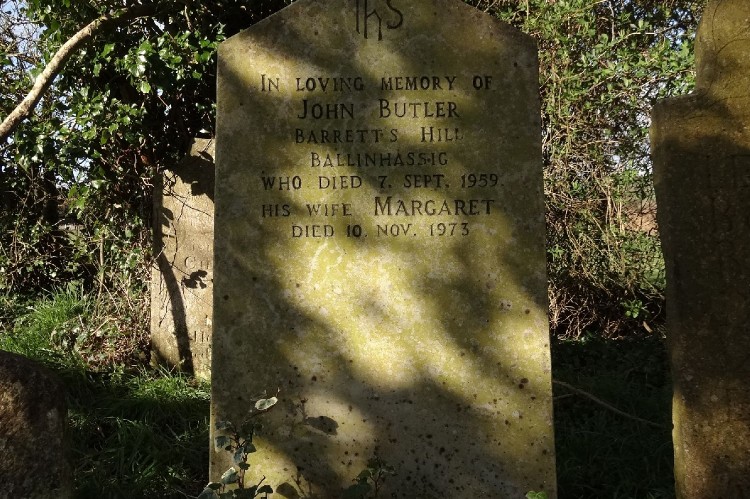 IHS
IN LOVING MEMORY OF
JOHN BUTLER
BARRETTS HILL
BALLINHASSIG
WHO DIED 7. SEPT. 1959.
HIS WIFE MARGARET
DIED 10. NOV. 1973